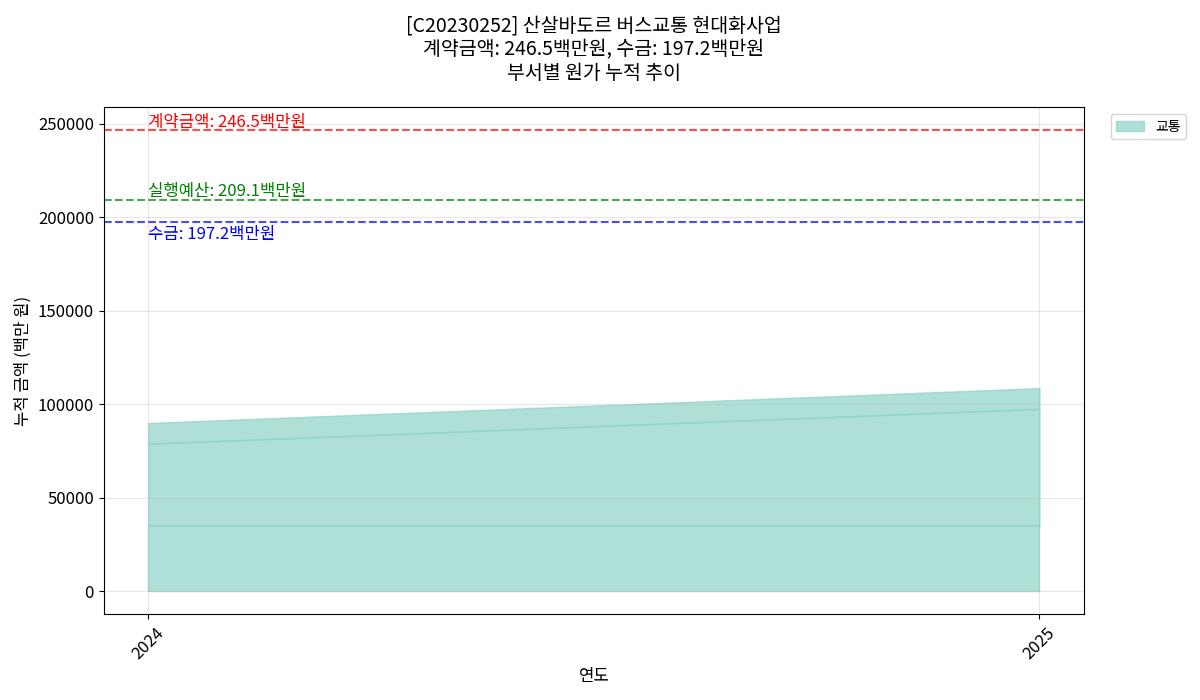 [C20230252] 산살바도르 버스교통 현대화사업
계약금액: 246.5백만원, 수금: 197.2백만원
부서별 원가 누적 추이
250000
200000
150000
100000
50000
0
누적 금액 (백만 원)
계약금액: 246.5백만원
실행예산: 209.1백만원
수금: 197.2백만원
교통
2024
2025
연도